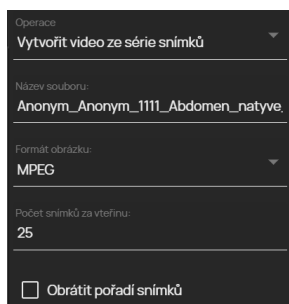 Operace
Vytvořit video ze série snímků
Název souboru:
Anonym_Anonym_1111_Abdomen_natyve_
Formát obrázku:
MPEG
Počet snímků za vteřinu:
25
Obrátit pořadí snímků